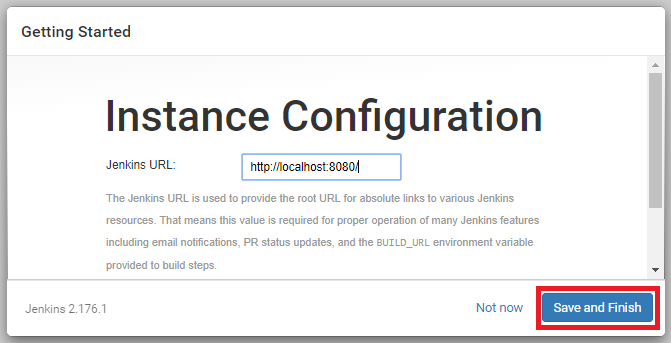 Getting Started
Instance Configuration
Jenkins URL: http://localhost:8080/
The Jenkins URL is used to provide the root URL for absolute links to various Jenkins
resources. That means this value is required for proper operation of many Jenkins features
including email notifications, PR status updates, and the BUILD_URL environment variable
provided to build steps.
Jenkins 2.176.1 Not now Save and Finish